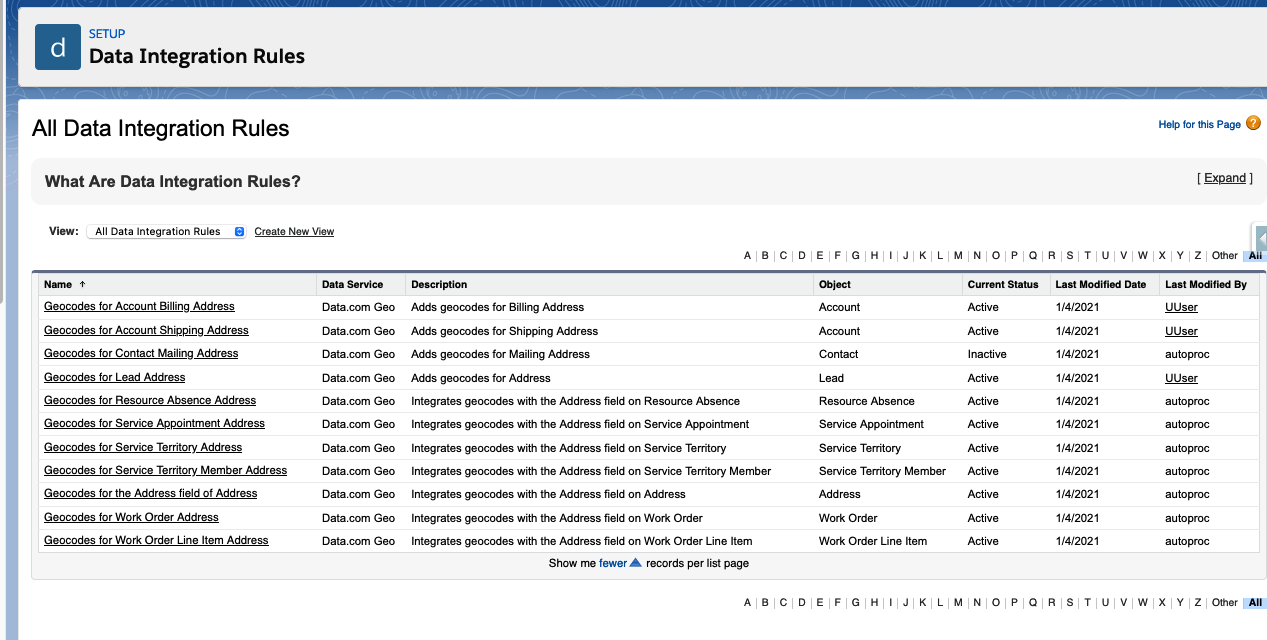 d
SETUP
Data Integration Rules
All Data Integration Rules
Help for this Page ?
What Are Data Integration Rules?
[ Expand ]
View: All Data Integration Rules Create New View
A | B | C | D | E | F | G | H | I | J | K | L | M | N | O | P | Q | R | S | T | U | V | W | X | Y | Z | Other | All
Name ↑ Data Service Description Object Current Status Last Modified Date Last Modified By
Geocodes for Account Billing Address Data.com Geo Adds geocodes for Billing Address Account Active 1/4/2021 UUser
Geocodes for Account Shipping Address Data.com Geo Adds geocodes for Shipping Address Account Active 1/4/2021 UUser
Geocodes for Contact Mailing Address Data.com Geo Adds geocodes for Mailing Address Contact Inactive 1/4/2021 autoproc
Geocodes for Lead Address Data.com Geo Adds geocodes for Address Lead Active 1/4/2021 UUser
Geocodes for Resource Absence Address Data.com Geo Integrates geocodes with the Address field on Resource Absence Resource Absence Active 1/4/2021 autoproc
Geocodes for Service Appointment Address Data.com Geo Integrates geocodes with the Address field on Service Appointment Service Appointment Active 1/4/2021 autoproc
Geocodes for Service Territory Address Data.com Geo Integrates geocodes with the Address field on Service Territory Service Territory Active 1/4/2021 autoproc
Geocodes for Service Territory Member Address Data.com Geo Integrates geocodes with the Address field on Service Territory Member Service Territory Member Active 1/4/2021 autoproc
Geocodes for the Address field of Address Data.com Geo Integrates geocodes with the Address field on Address Address Active 1/4/2021 autoproc
Geocodes for Work Order Address Data.com Geo Integrates geocodes with the Address field on Work Order Work Order Active 1/4/2021 autoproc
Geocodes for Work Order Line Item Address Data.com Geo Integrates geocodes with the Address field on Work Order Line Item Work Order Line Item Active 1/4/2021 autoproc
Show me fewer ▲ records per list page
A | B | C | D | E | F | G | H | I | J | K | L | M | N | O | P | Q | R | S | T | U | V | W | X | Y | Z | Other | All